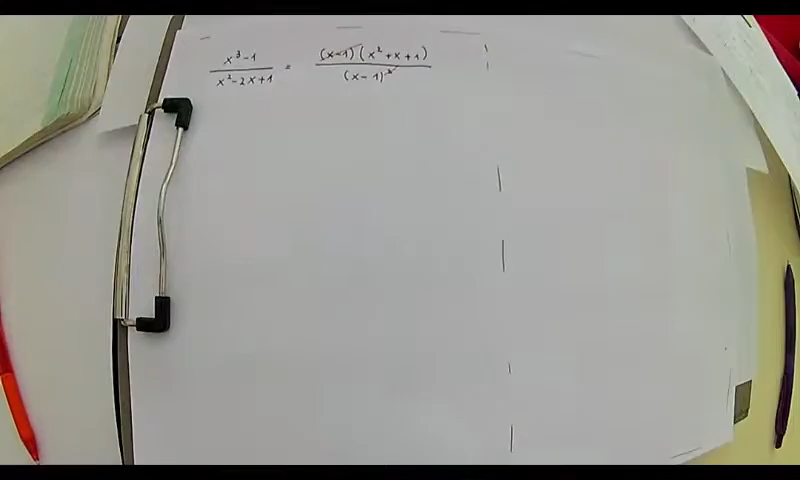 x³-1 / x²-2x+1 = (x-1)(x²+x+1) / (x-1)²